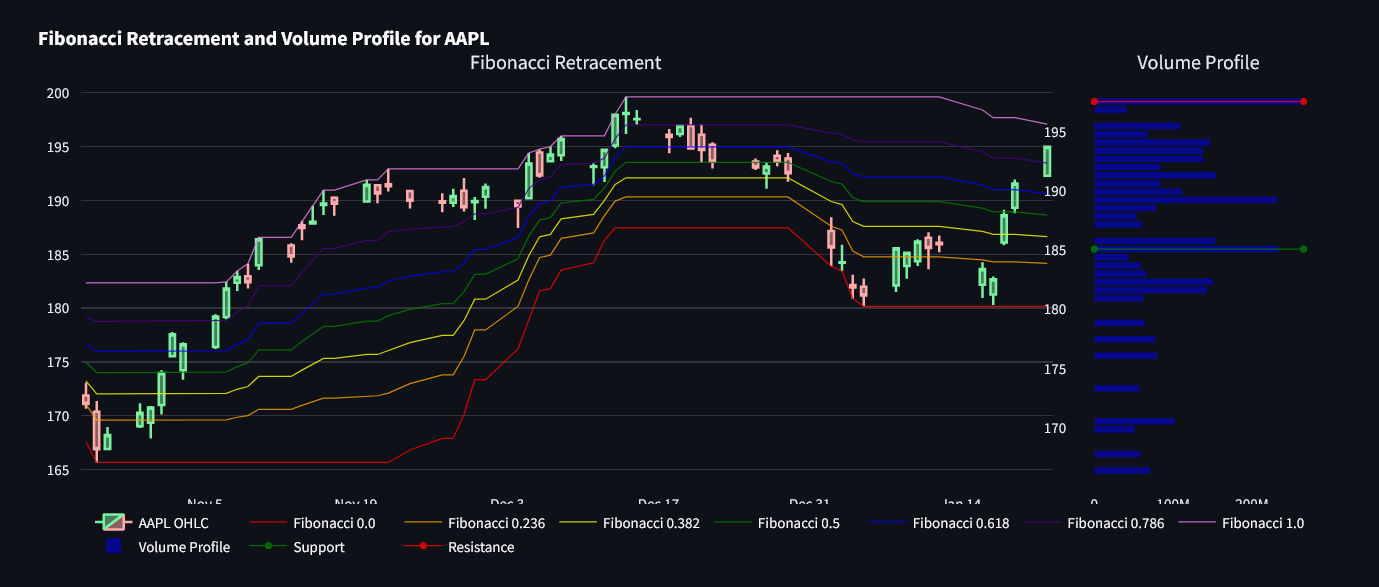 Fibonacci Retracement and Volume Profile for AAPL
Fibonacci Retracement
Volume Profile
200
195
190
185
180
175
170
165
195
190
185
180
175
170
Nov 5
Nov 19
Dec 3
Dec 17
Dec 31
Jan 14
0
100M
200M
AAPL OHLC
Fibonacci 0.0
Fibonacci 0.236
Fibonacci 0.382
Fibonacci 0.5
Fibonacci 0.618
Fibonacci 0.786
Fibonacci 1.0
Volume Profile
Support
Resistance